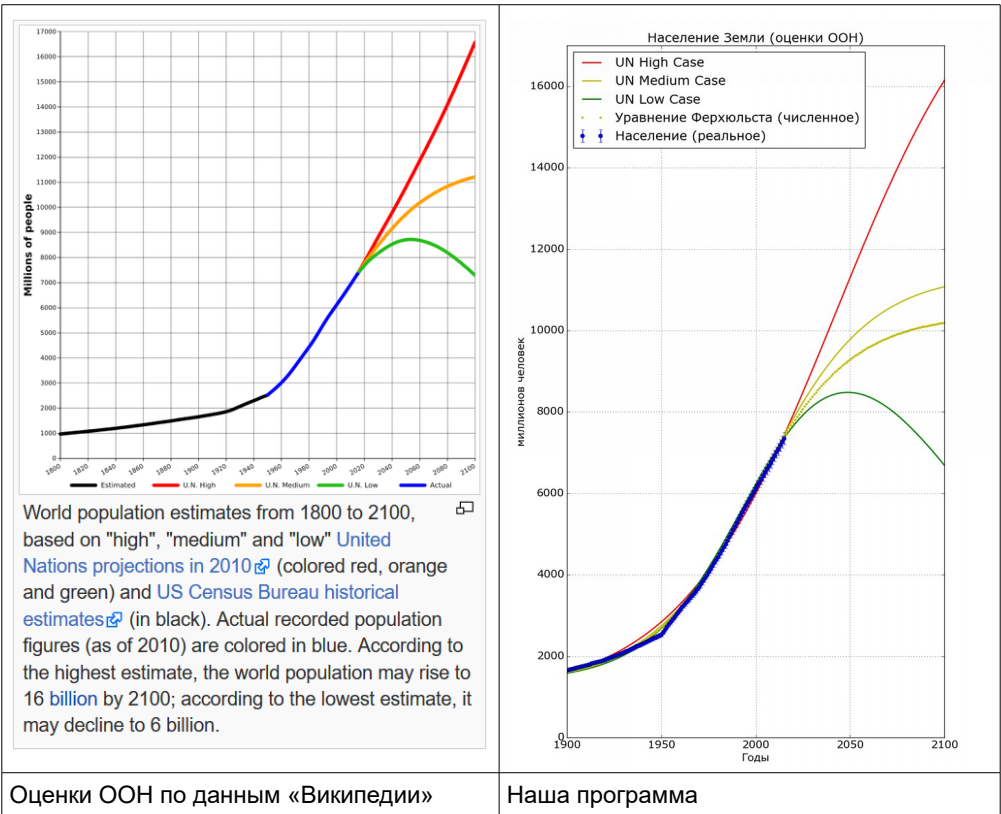 17000
16000
15000
14000
13000
12000
11000
10000
9000
8000
7000
6000
5000
4000
3000
2000
1000
0
Millions of people
1800 1820 1840 1860 1880 1900 1920 1940 1960 1980 2000 2020 2040 2060 2080 2100
Estimated U.N. High U.N. Medium U.N. Low Actual
World population estimates from 1800 to 2100,
based on "high", "medium" and "low" United
Nations projections in 2010 (colored red, orange
and green) and US Census Bureau historical
estimates (in black). Actual recorded population
figures (as of 2010) are colored in blue. According to
the highest estimate, the world population may rise to
16 billion by 2100; according to the lowest estimate, it
may decline to 6 billion.
Оценки ООН по данным «Википедии»
Население Земли (оценки ООН)
UN High Case
UN Medium Case
UN Low Case
Уравнение Ферхюльста (численное)
Население (реальное)
16000
14000
12000
10000
8000
6000
4000
2000
0
миллионов человек
1900 1950 2000 2050 2100
Годы
Наша программа